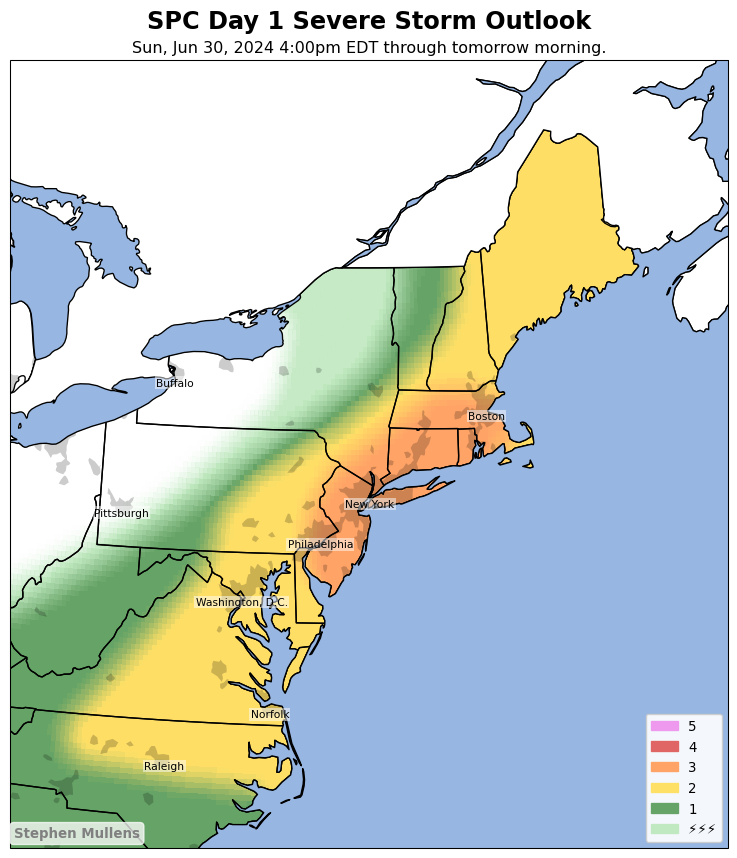 SPC Day 1 Severe Storm Outlook
Sun, Jun 30, 2024 4:00pm EDT through tomorrow morning.
Buffalo
Boston
New York
Pittsburgh
Philadelphia
Washington, D.C.
Norfolk
Raleigh
5
4
3
2
1
⚡⚡⚡
Stephen Mullens